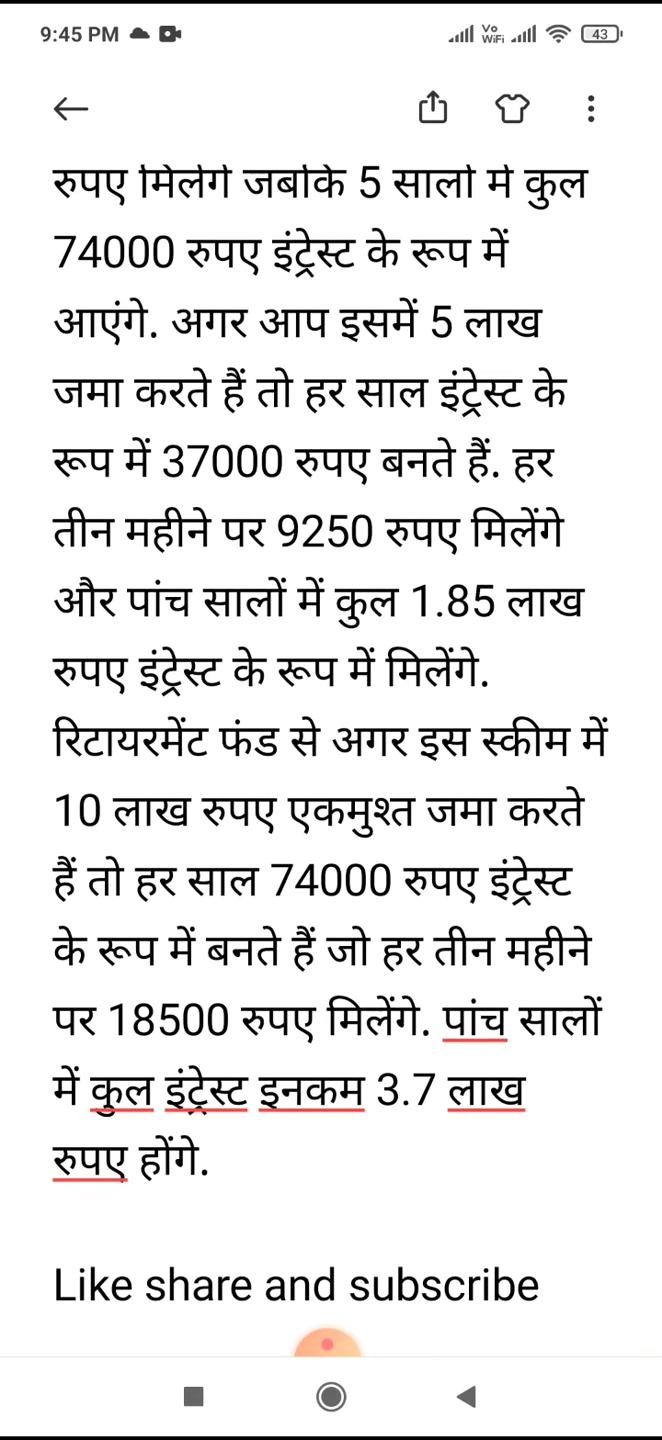 9:45 PM
Vo
WiFi
43
रुपए मिलेंगे जबकि 5 सालों में कुल
74000 रुपए इंट्रेस्ट के रूप में
आएंगे. अगर आप इसमें 5 लाख
जमा करते हैं तो हर साल इंट्रेस्ट के
रूप में 37000 रुपए बनते हैं. हर
तीन महीने पर 9250 रुपए मिलेंगे
और पांच सालों में कुल 1.85 लाख
रुपए इंट्रेस्ट के रूप में मिलेंगे.
रिटायरमेंट फंड से अगर इस स्कीम में
10 लाख रुपए एकमुश्त जमा करते
हैं तो हर साल 74000 रुपए इंट्रेस्ट
के रूप में बनते हैं जो हर तीन महीने
पर 18500 रुपए मिलेंगे. पांच सालों
में कुल इंट्रेस्ट इनकम 3.7 लाख
रुपए होंगे.
Like share and subscribe